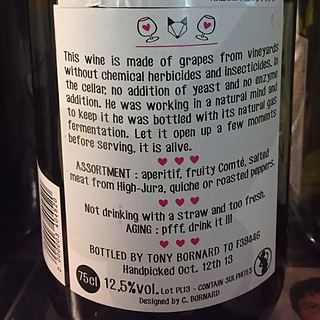 This wine is made of grapes from vineyards
without chemical herbicides and insecticides. In
the cellar, no addition of yeast and no enzyme
addition. He was working in a natural mind and
to keep it he was bottled with its natural gas
fermentation. Let it open up a few moments
before serving, it is alive.
ASSORTMENT : aperitif, fruity Comté, salted
meat from High-Jura, quiche or roasted peppers.
Not drinking with a straw and too fresh.
AGING : pfff, drink it !!!
BOTTLED BY TONY BORNARD TO F39446
Handpicked Oct. 12th 13
75cl 12,5%vol. Lot PL13 - CONTAIN SULPHITES
Designed by C. BORNARD